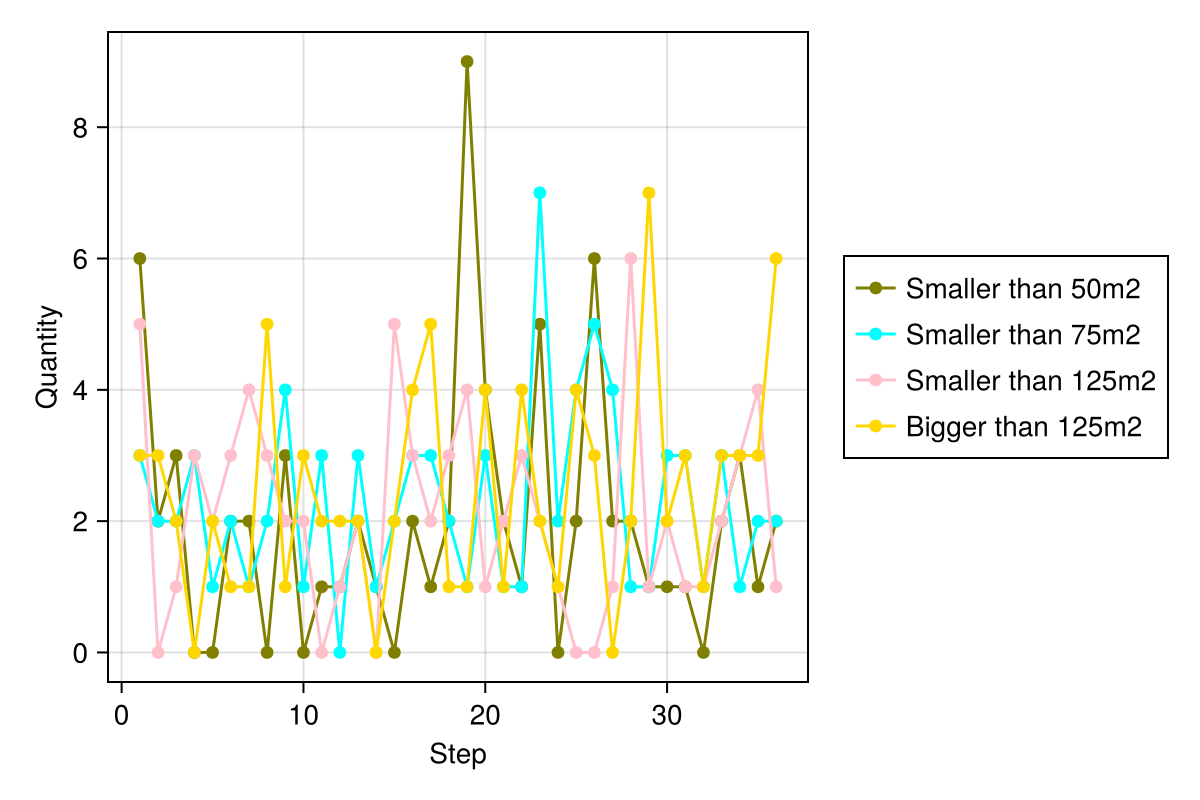 8
6
4
2
0
Quantity
0
10
20
30
Step
Smaller than 50m2
Smaller than 75m2
Smaller than 125m2
Bigger than 125m2